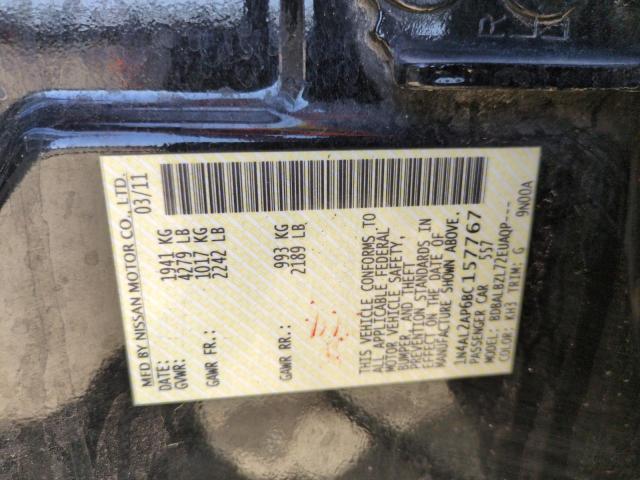 MFD BY NISSAN MOTOR CO., LTD.
DATE: 03/11
GVWR: 1941 KG
4279 LB
GAWR FR: 1017 KG
2242 LB
GAWR RR: 993 KG
2189 LB
THIS VEHICLE CONFORMS TO
ALL APPLICABLE FEDERAL
MOTOR VEHICLE SAFETY,
BUMPER, AND THEFT
PREVENTION STANDARDS IN
EFFECT ON THE DATE OF
MANUFACTURE SHOWN ABOVE.
1N4AL2AP6BC157767
PASSENGER CAR 557
MODEL: BDBALBZL72EUAQP---
COLOR: KH3 TRIM: G 9N00A